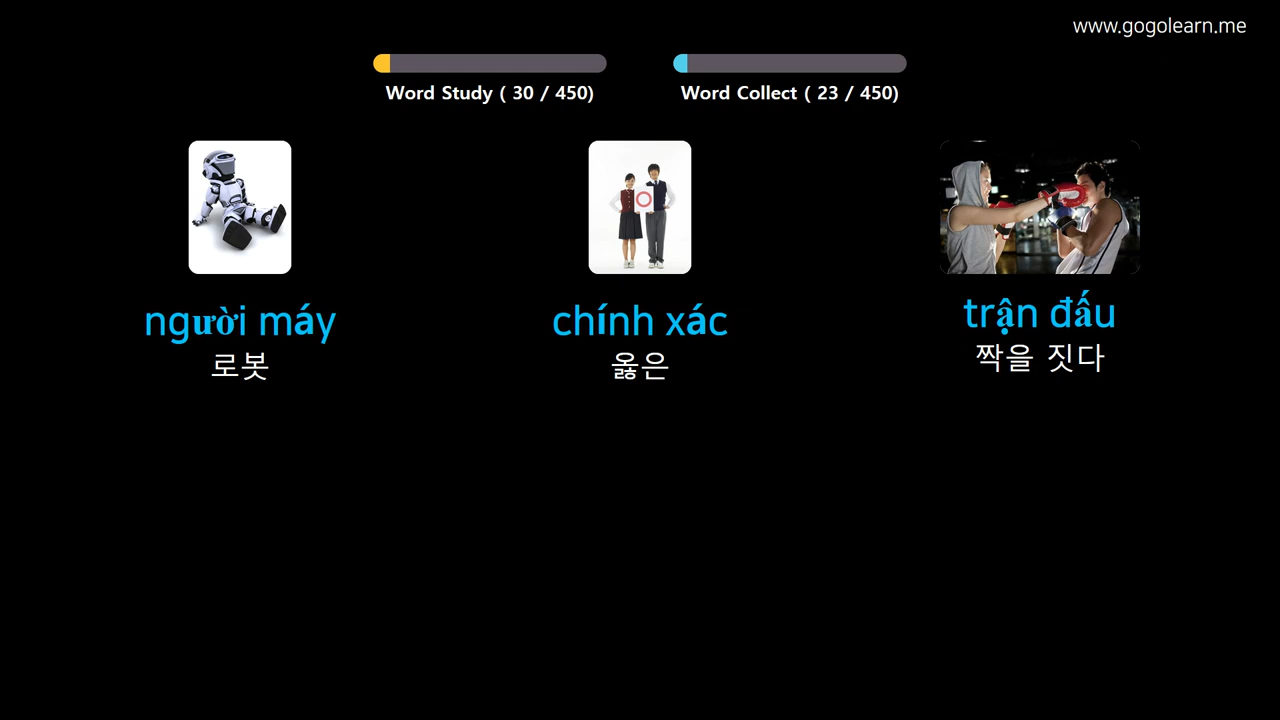 www.gogolearn.me
Word Study ( 30 / 450)
Word Collect ( 23 / 450)
người máy
로봇
chính xác
옳은
trận đấu
짝을 짓다